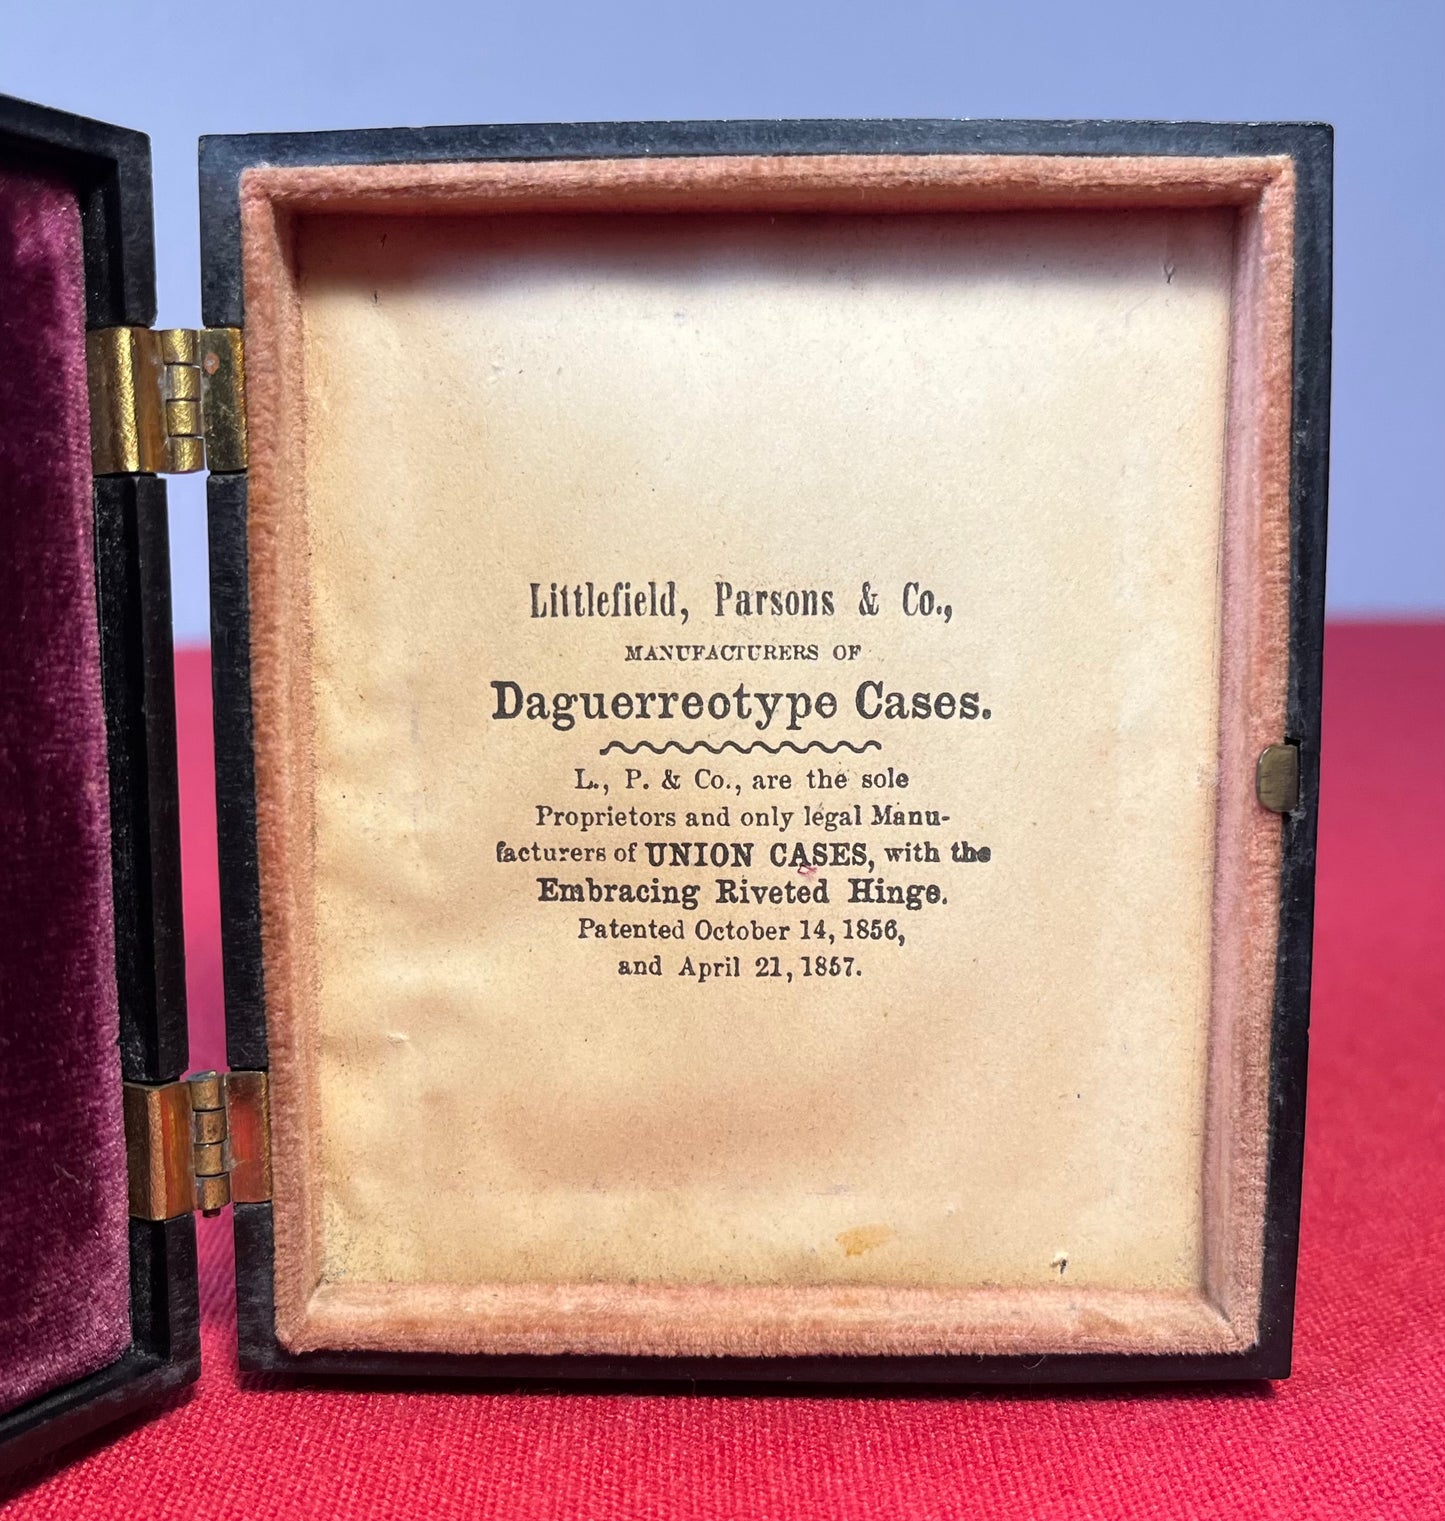 Littlefield, Parsons & Co.,
MANUFACTURERS OF
Daguerreotype Cases.
L., P. & Co., are the sole
Proprietors and only legal Manu-
facturers of UNION CASES, with the
Embracing Riveted Hinge.
Patented October 14, 1856,
and April 21, 1857.